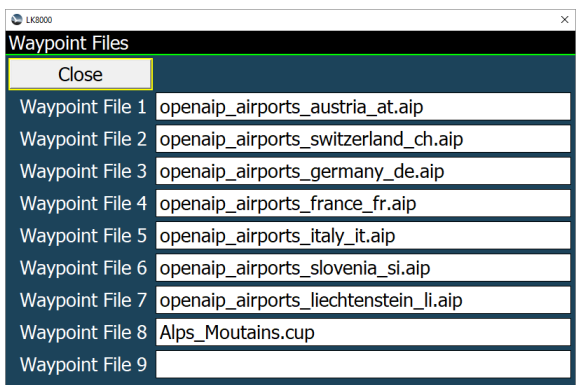 LK8000
Waypoint Files
Close
Waypoint File 1 openaip_airports_austria_at.aip
Waypoint File 2 openaip_airports_switzerland_ch.aip
Waypoint File 3 openaip_airports_germany_de.aip
Waypoint File 4 openaip_airports_france_fr.aip
Waypoint File 5 openaip_airports_italy_it.aip
Waypoint File 6 openaip_airports_slovenia_si.aip
Waypoint File 7 openaip_airports_liechtenstein_li.aip
Waypoint File 8 Alps_Moutains.cup
Waypoint File 9